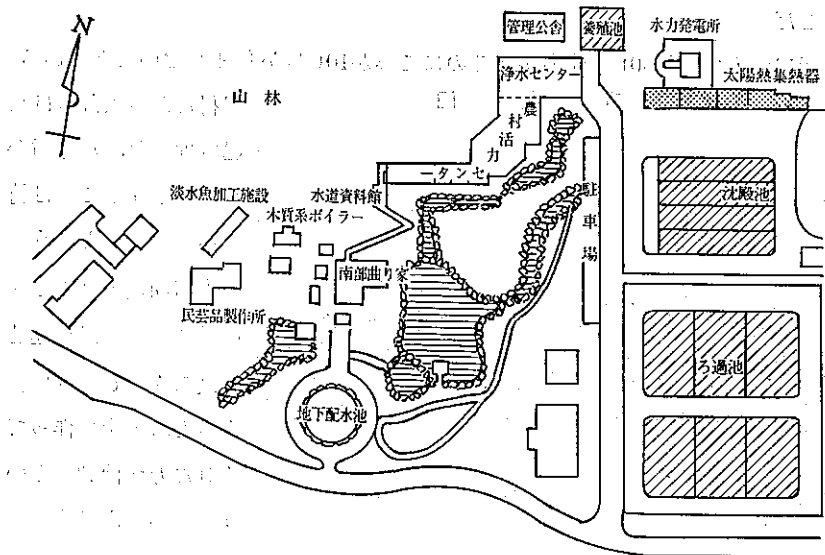 N
管理公舎
養殖池
水力発電所
浄水センター
太陽熱集熱器
山林
農村活力センター
淡水魚加工施設
水道資料館
木質系ボイラー
駐車場
沈殿池
南部曲り家
民芸品製作所
ろ過池
地下配水池